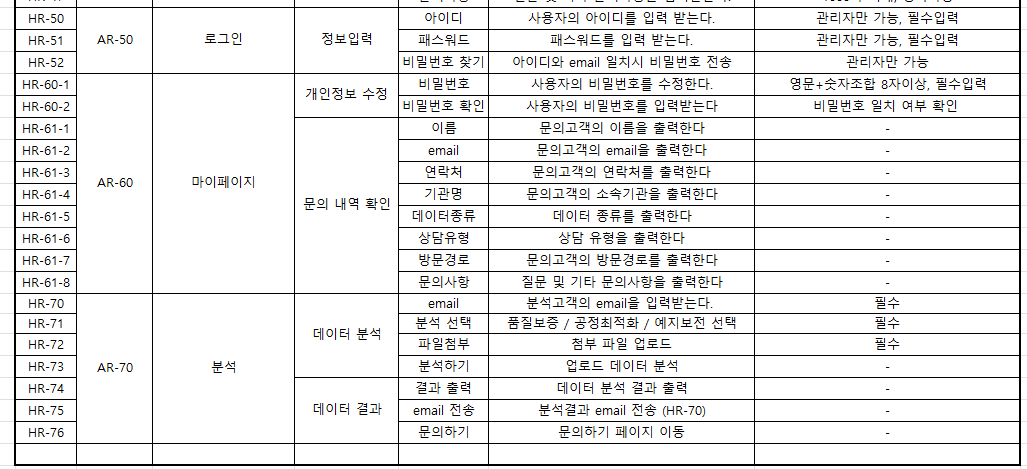 HR-50 아이디 사용자의 아이디를 입력 받는다. 관리자만 가능, 필수입력
HR-51 AR-50 로그인 정보입력 패스워드 패스워드를 입력 받는다. 관리자만 가능, 필수입력
HR-52 비밀번호 찾기 아이디와 email 일치시 비밀번호 전송 관리자만 가능
HR-60-1 개인정보 수정 비밀번호 사용자의 비밀번호를 수정한다. 영문+숫자조합 8자이상, 필수입력
HR-60-2 비밀번호 확인 사용자의 비밀번호를 입력받는다 비밀번호 일치 여부 확인
HR-61-1 이름 문의고객의 이름을 출력한다 -
HR-61-2 email 문의고객의 email을 출력한다 -
HR-61-3 연락처 문의고객의 연락처를 출력한다 -
AR-60 마이페이지
HR-61-4 문의 내역 확인 기관명 문의고객의 소속기관을 출력한다 -
HR-61-5 데이터종류 데이터 종류를 출력한다 -
HR-61-6 상담유형 상담 유형을 출력한다 -
HR-61-7 방문경로 문의고객의 방문경로를 출력한다 -
HR-61-8 문의사항 질문 및 기타 문의사항을 출력한다 -
HR-70 email 분석고객의 email을 입력받는다. 필수
HR-71 데이터 분석 분석 선택 품질보증 / 공정최적화 / 예지보전 선택 필수
HR-72 파일첨부 첨부 파일 업로드 필수
HR-73 AR-70 분석 분석하기 업로드 데이터 분석 -
HR-74 결과 출력 데이터 분석 결과 출력 -
HR-75 데이터 결과 email 전송 분석결과 email 전송 (HR-70) -
HR-76 문의하기 문의하기 페이지 이동 -